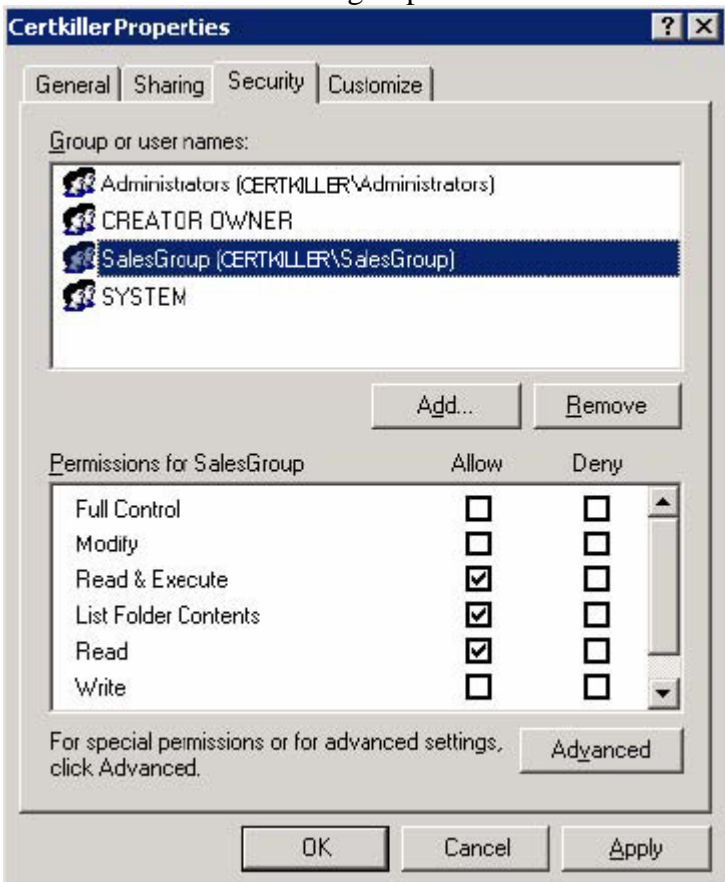 Certkiller Properties
General Sharing Security Customize
Group or user names:
Administrators (CERTKILLER\Administrators)
CREATOR OWNER
SalesGroup (CERTKILLER\SalesGroup)
SYSTEM
Add... Remove
Permissions for SalesGroup Allow Deny
Full Control
Modify
Read & Execute
List Folder Contents
Read
Write
For special permissions or for advanced settings,
click Advanced.
Advanced
OK Cancel Apply